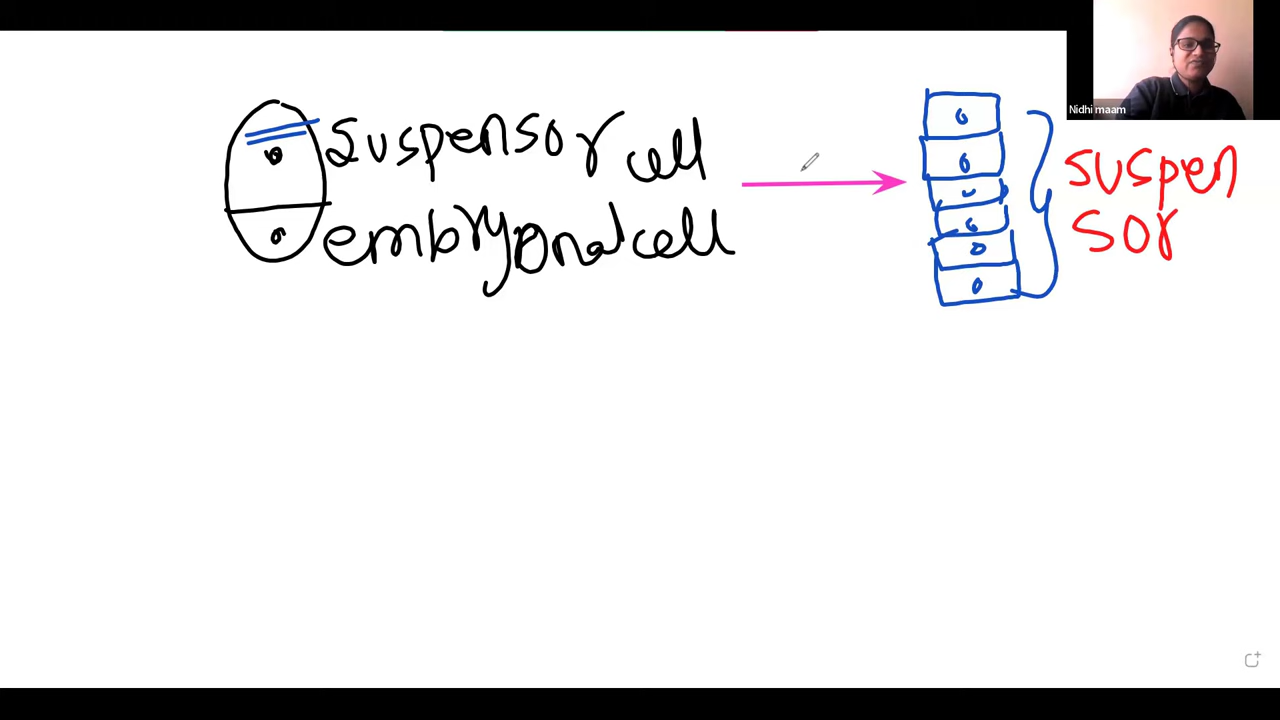 suspensor cell
embryonal cell
suspen
sor
Nidhi maam